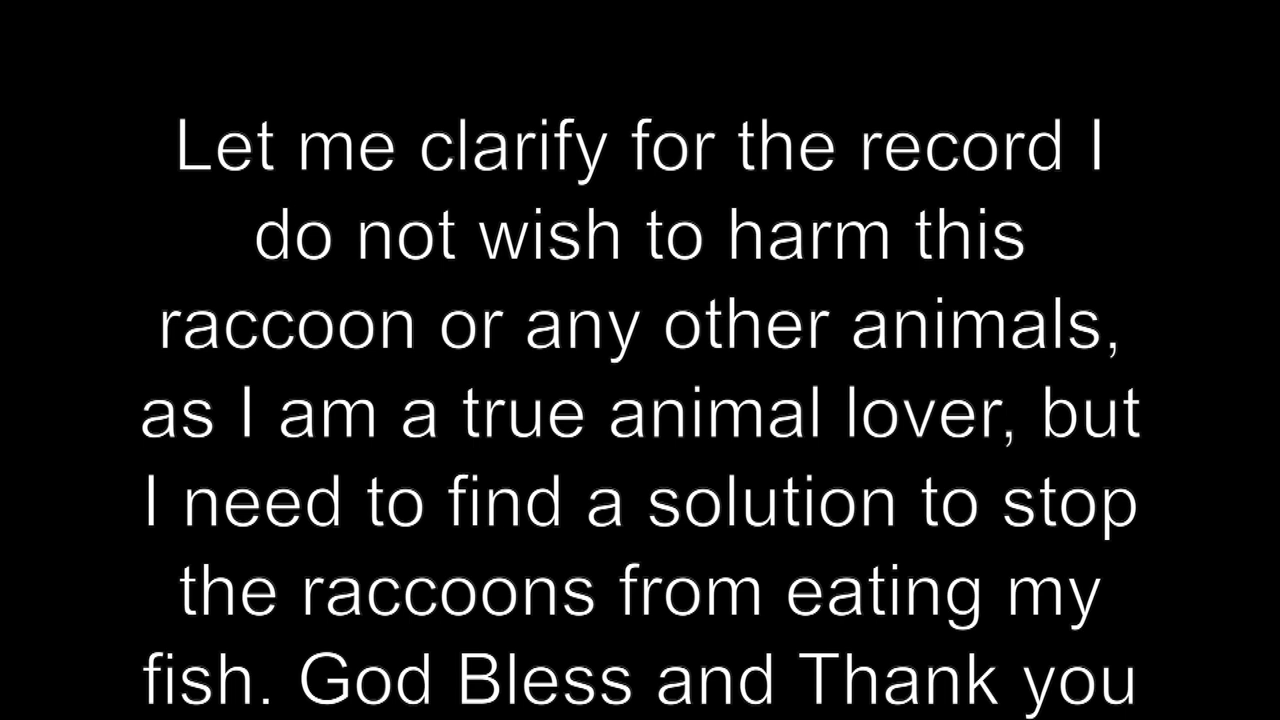 Let me clarify for the record I
do not wish to harm this
raccoon or any other animals,
as I am a true animal lover, but
I need to find a solution to stop
the raccoons from eating my
fish. God Bless and Thank you